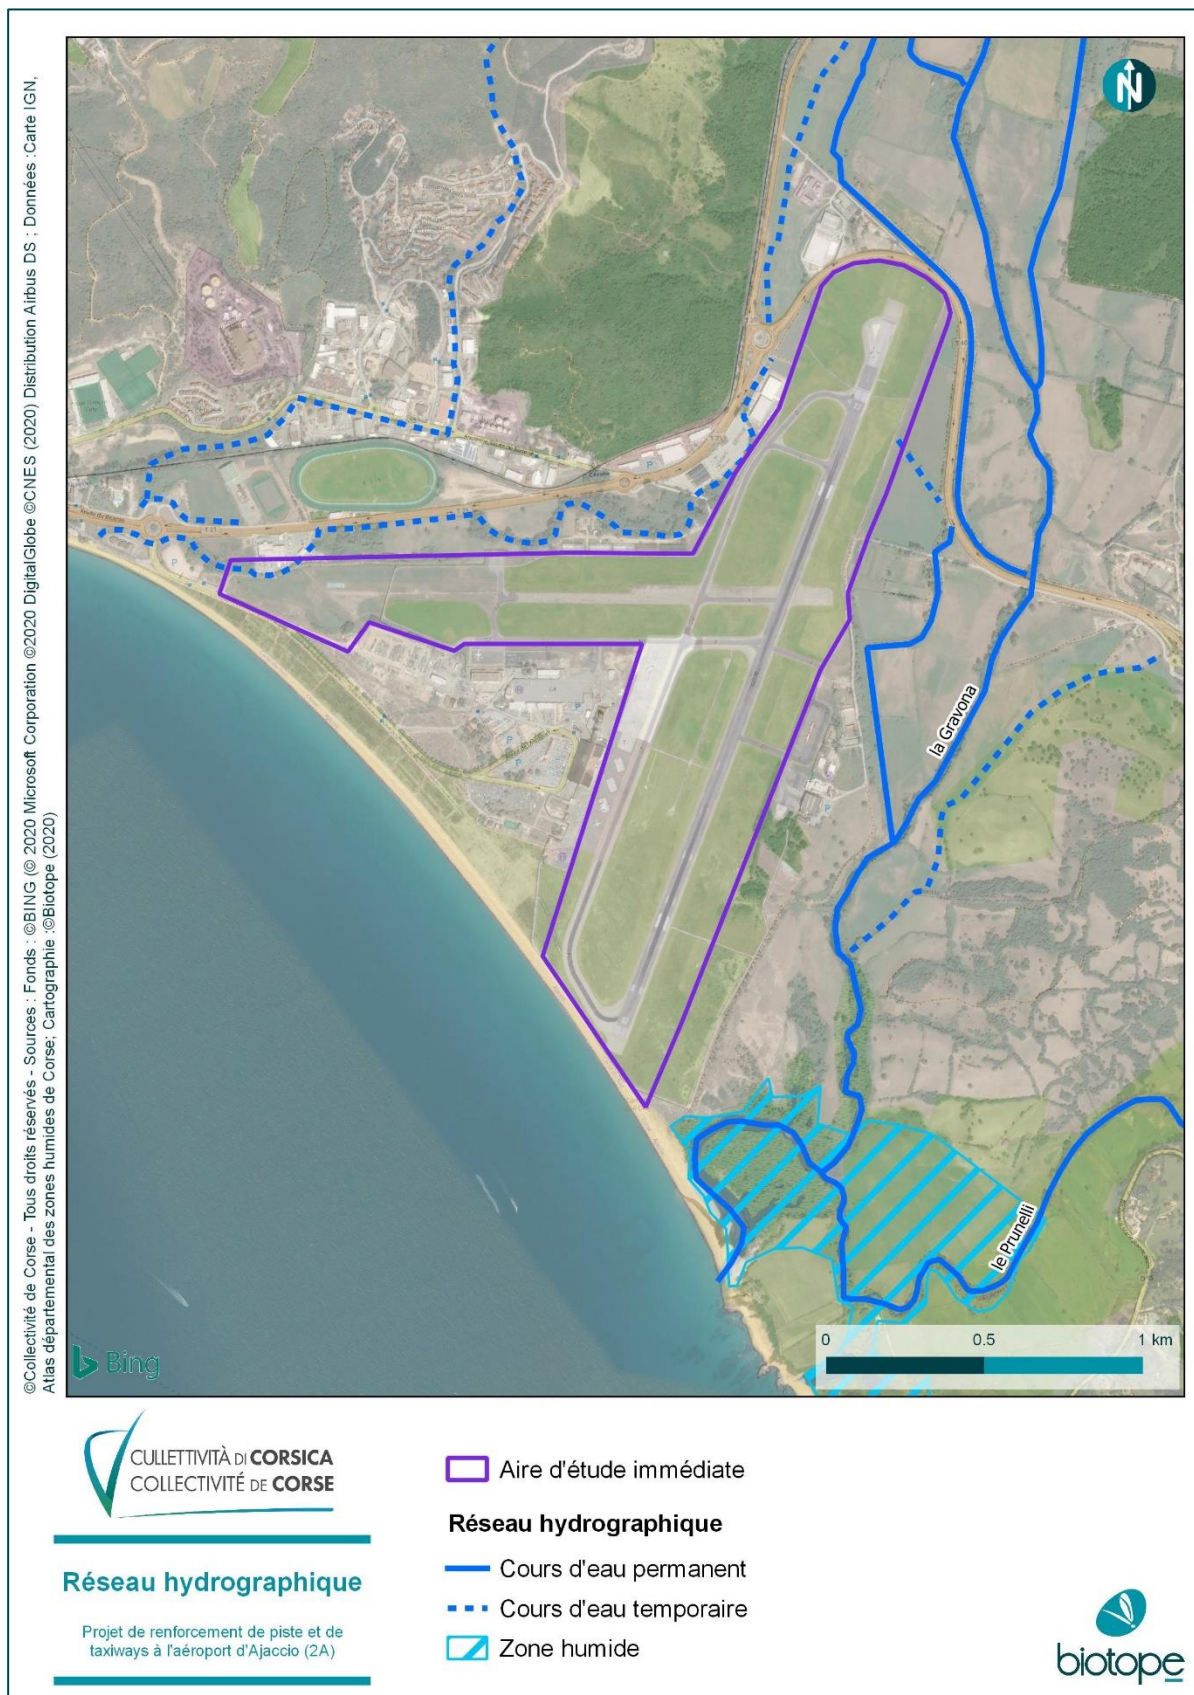 ©Collectivité de Corse - Tous droits réservés - Sources : Fonds : ©BING (© 2020 Microsoft Corporation ©2020 DigitalGlobe ©CNES (2020) Distribution Airbus DS ; Données :Carte IGN,
Atlas départemental des zones humides de Corse; Cartographie :©Biotope (2020)
N
la Gravona
le Prunelli
0 0.5 1 km
Bing
CULLETTIVITÀ DI CORSICA
COLLECTIVITÉ DE CORSE
Réseau hydrographique
Projet de renforcement de piste et de
taxiways à l'aéroport d'Ajaccio (2A)
Aire d'étude immédiate
Réseau hydrographique
Cours d'eau permanent
Cours d'eau temporaire
Zone humide
biotope